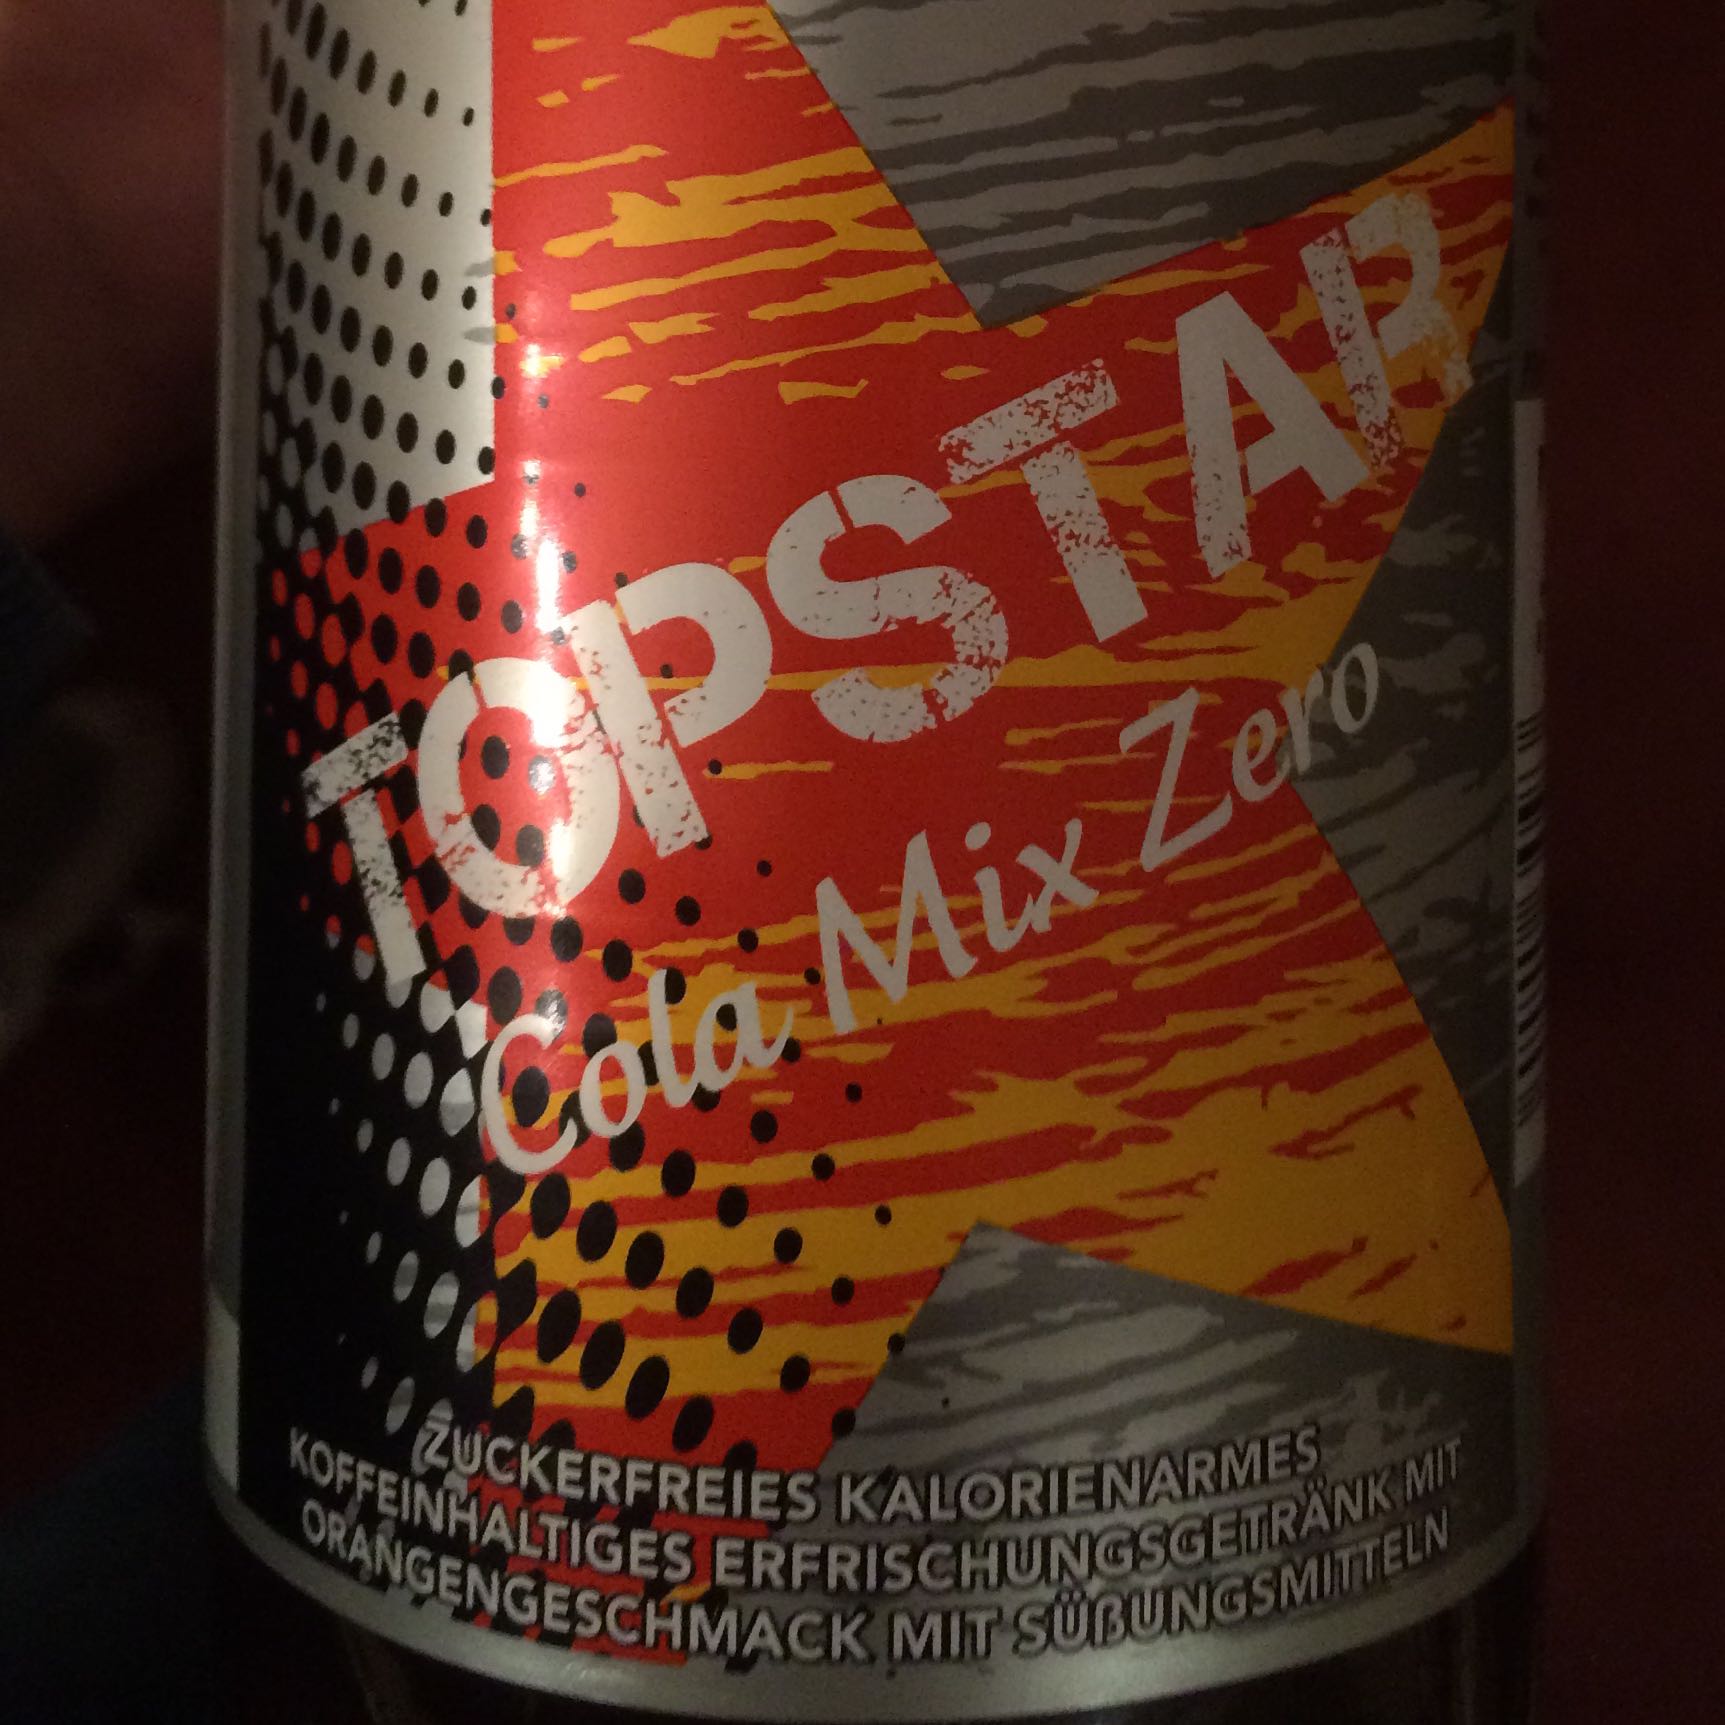 TOPSTAR
Cola Mix Zero
ZUCKERFREIES KALORIENARMES
KOFFEINHALTIGES ERFRISCHUNGSGETRÄNK MIT
ORANGENGESCHMACK MIT SÜßUNGSMITTELN